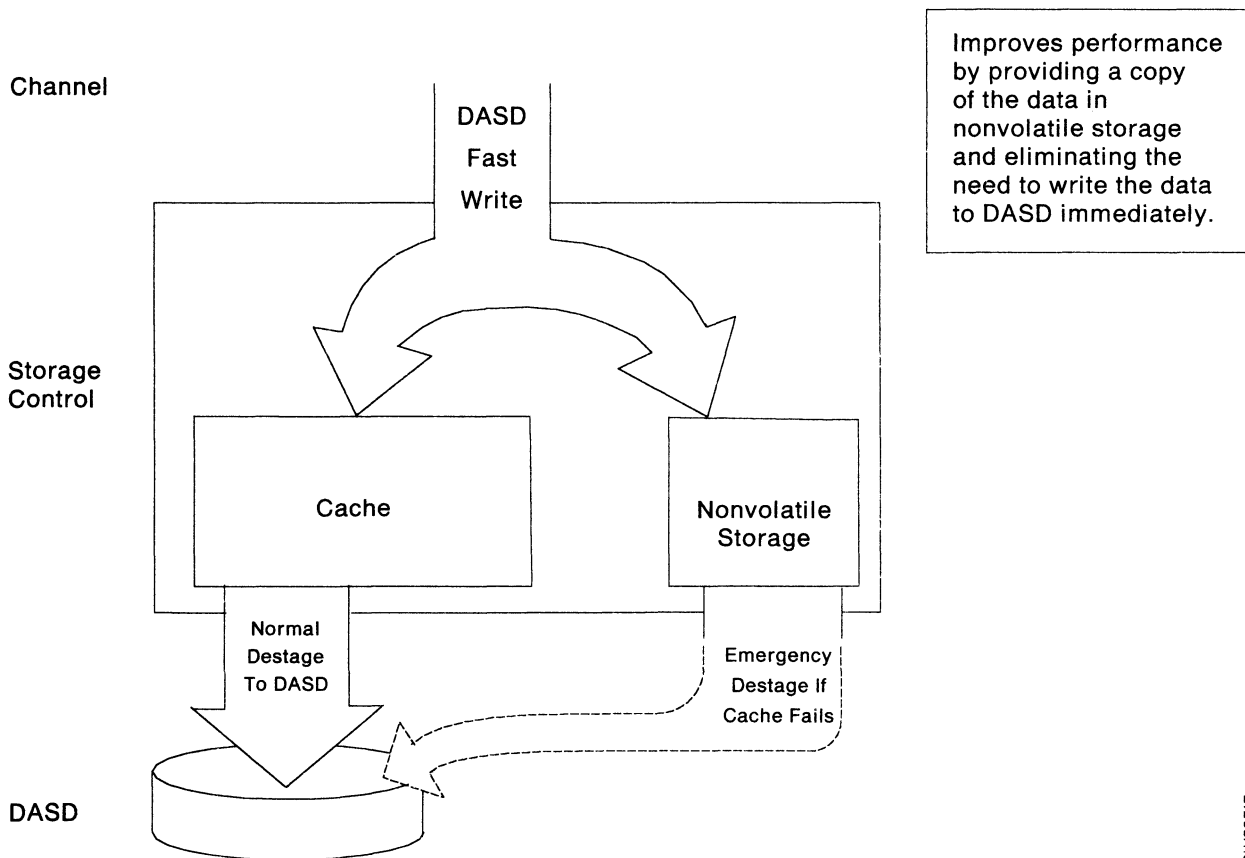 Channel
DASD
Fast
Write
Improves performance
by providing a copy
of the data in
nonvolatile storage
and eliminating the
need to write the data
to DASD immediately.
Storage
Control
Cache
Nonvolatile
Storage
Normal
Destage
To DASD
Emergency
Destage If
Cache Fails
DASD